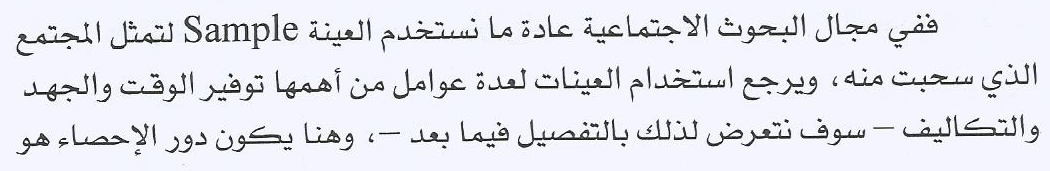 ففي مجال البحوث الاجتماعية عادة ما نستخدم العينة Sample لتمثل المجتمع
الذي سحبت منه، ويرجع استخدام العينات لعدة عوامل من أهمها توفير الوقت والجهد
والتكاليف – سوف نتعرض لذلك بالتفصيل فيما بعد –، وهنا يكون دور الإحصاء هو